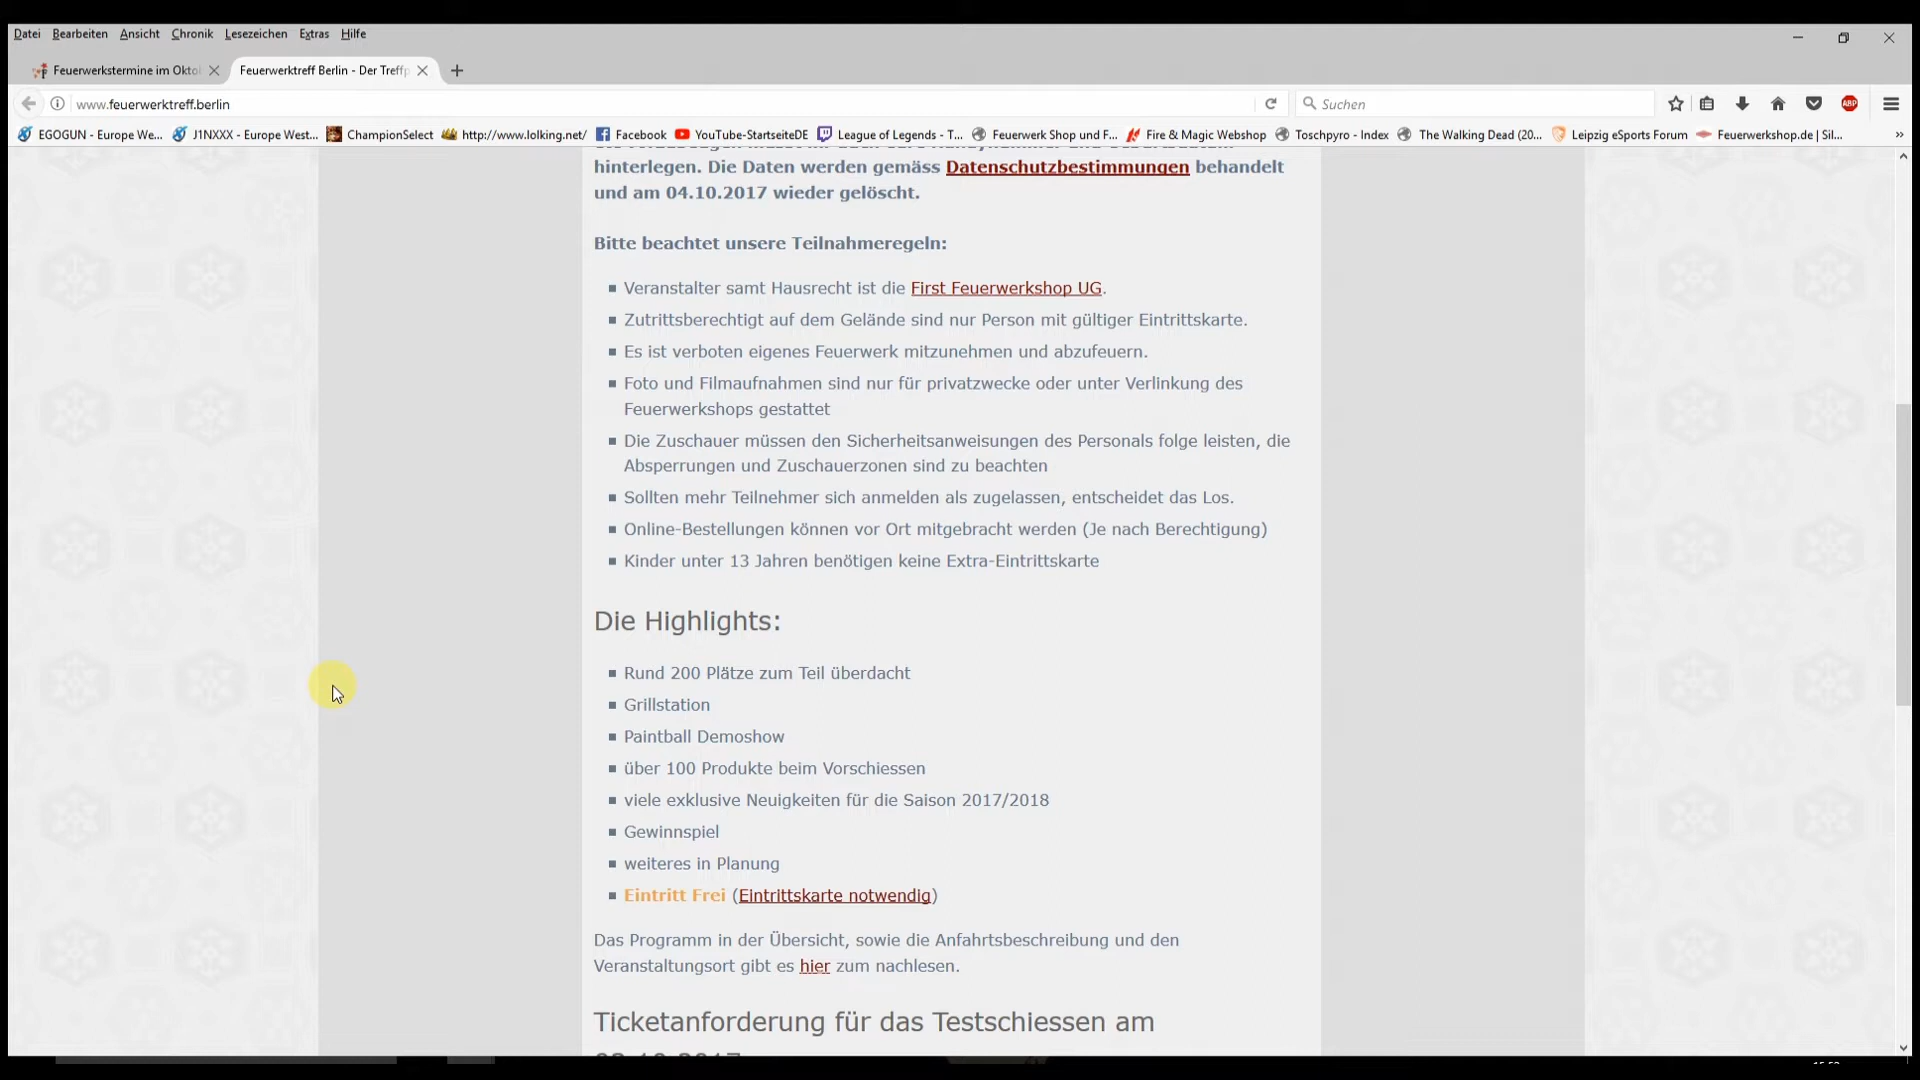 Datei Bearbeiten Ansicht Chronik Lesezeichen Extras Hilfe
Feuerwerkstermine im Okto Feuerwerktreff Berlin - Der Treffp
www.feuerwerktreff.berlin Suchen ABP
EGOGUN - Europe We... J1NXXX - Europe West... ChampionSelect http://www.lolking.net/ Facebook YouTube-StartseiteDE League of Legends - T... Feuerwerk Shop und F... Fire & Magic Webshop Toschpyro - Index The Walking Dead (20... Leipzig eSports Forum Feuerwerkshop.de | Sil...
hinterlegen. Die Daten werden gemäss Datenschutzbestimmungen behandelt
und am 04.10.2017 wieder gelöscht.
Bitte beachtet unsere Teilnahmeregeln:
Veranstalter samt Hausrecht ist die First Feuerwerkshop UG.
Zutrittsberechtigt auf dem Gelände sind nur Person mit gültiger Eintrittskarte.
Es ist verboten eigenes Feuerwerk mitzunehmen und abzufeuern.
Foto und Filmaufnahmen sind nur für privatzwecke oder unter Verlinkung des
Feuerwerkshops gestattet
Die Zuschauer müssen den Sicherheitsanweisungen des Personals folge leisten, die
Absperrungen und Zuschauerzonen sind zu beachten
Sollten mehr Teilnehmer sich anmelden als zugelassen, entscheidet das Los.
Online-Bestellungen können vor Ort mitgebracht werden (Je nach Berechtigung)
Kinder unter 13 Jahren benötigen keine Extra-Eintrittskarte
Die Highlights:
Rund 200 Plätze zum Teil überdacht
Grillstation
Paintball Demoshow
über 100 Produkte beim Vorschiessen
viele exklusive Neuigkeiten für die Saison 2017/2018
Gewinnspiel
weiteres in Planung
Eintritt Frei (Eintrittskarte notwendig)
Das Programm in der Übersicht, sowie die Anfahrtsbeschreibung und den
Veranstaltungsort gibt es hier zum nachlesen.
Ticketanforderung für das Testschiessen am